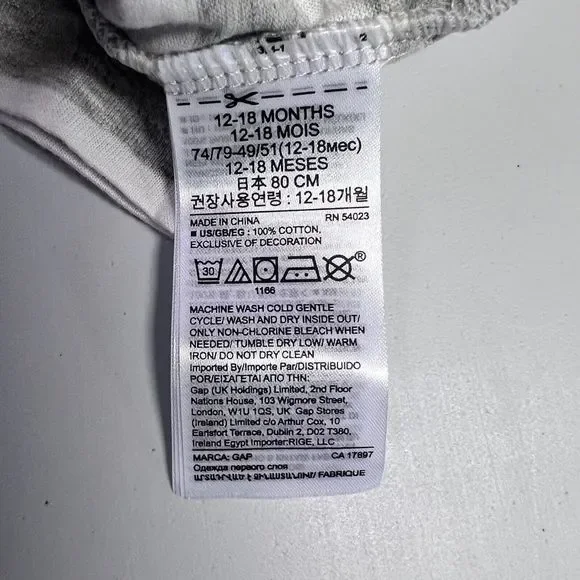 12-18 MONTHS
12-18 MOIS
74/79-49/51(12-18мес)
12-18 MESES
日本 80 CM
권장사용연령 : 12-18개월
MADE IN CHINA RN 54023
■ US/GB/EG : 100% COTTON,
EXCLUSIVE OF DECORATION
30 ®
1166
MACHINE WASH COLD GENTLE
CYCLE/ WASH AND DRY INSIDE OUT/
ONLY NON-CHLORINE BLEACH WHEN
NEEDED/ TUMBLE DRY LOW/ WARM
IRON/ DO NOT DRY CLEAN
Imported By/Importe Par/DISTRIBUIDO
POR/ΕΙΣΑΓΕΤΑΙ ΑΠΟ ΤΗΝ:
Gap (UK Holdings) Limited, 2nd Floor
Nations House, 103 Wigmore Street,
London, W1U 1QS, UK Gap Stores
(Ireland) Limited c/o Arthur Cox, 10
Earlsfort Terrace, Dublin 2, D02 T380,
Ireland Egypt Importer:RIGE, LLC
MARCA: GAP CA 17897
Одежда первого слоя
FABRIQUE